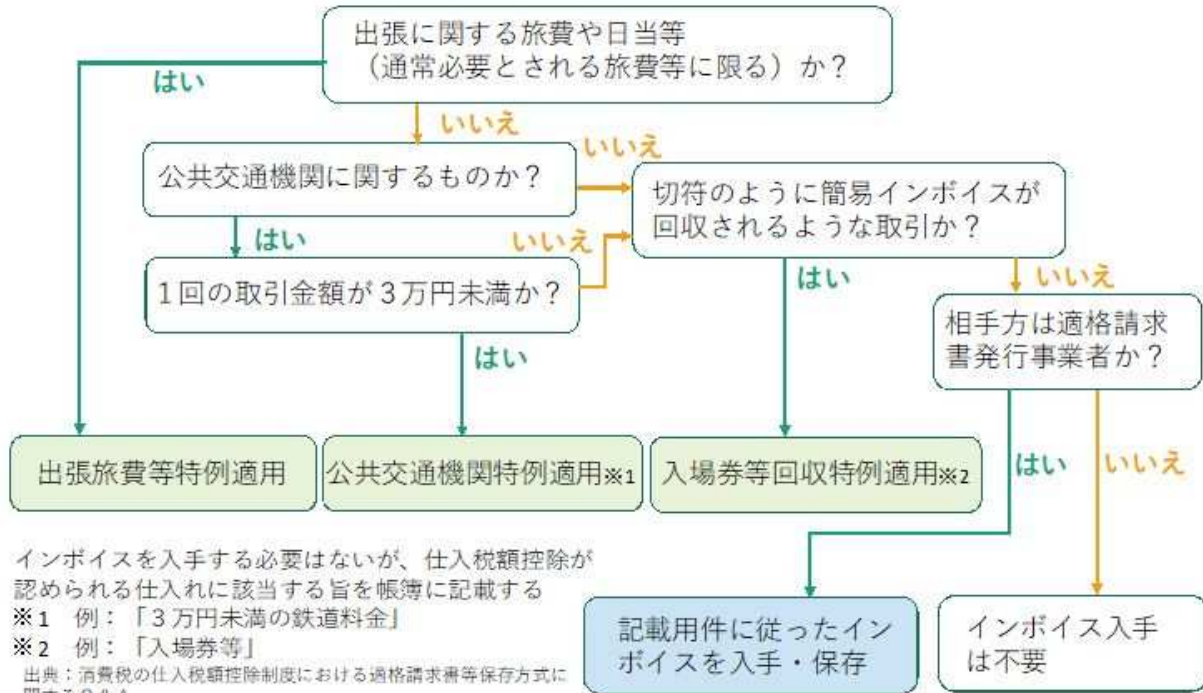 出張に関する旅費や日当等
（通常必要とされる旅費等に限る）か？
はい
いいえ
公共交通機関に関するものか？
いいえ
切符のように簡易インボイスが
回収されるような取引か？
はい
いいえ
１回の取引金額が３万円未満か？
はい
はい
いいえ
相手方は適格請求
書発行事業者か？
出張旅費等特例適用
公共交通機関特例適用※1
入場券等回収特例適用※2
はい
いいえ
インボイスを入手する必要はないが、仕入税額控除が
認められる仕入れに該当する旨を帳簿に記載する
※1　例：「３万円未満の鉄道料金」
※2　例：「入場券等」
出典：消費税の仕入税額控除制度における適格請求書等保存方式に
関するＱ＆Ａ
記載用件に従ったイン
ボイスを入手・保存
インボイス入手
は不要